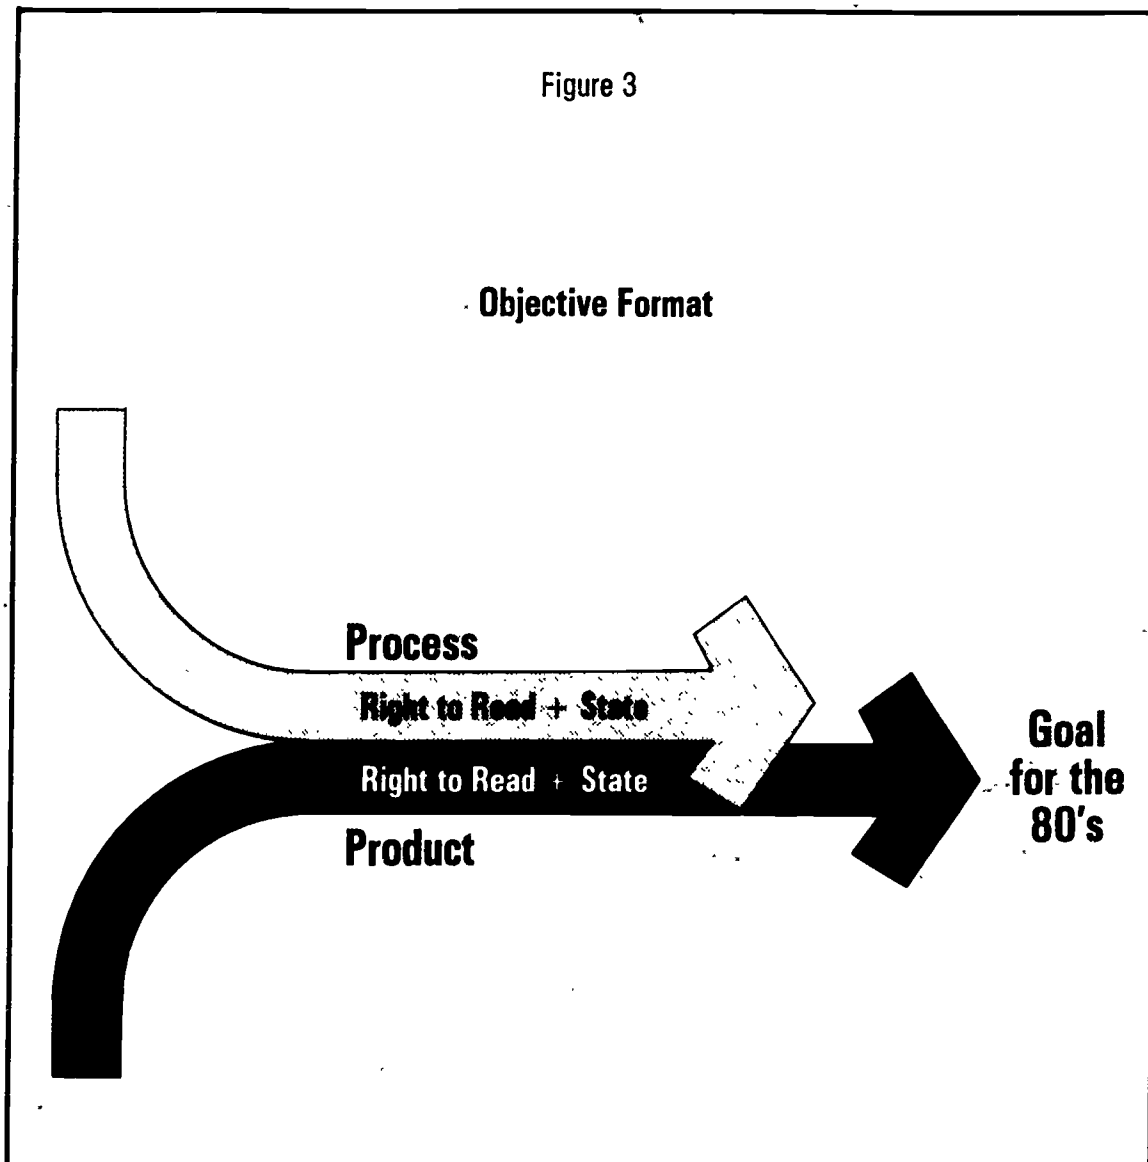 Figure 3
Objective Format
Process
Right to Read + State
Right to Read + State
Product
Goal
for the
80's